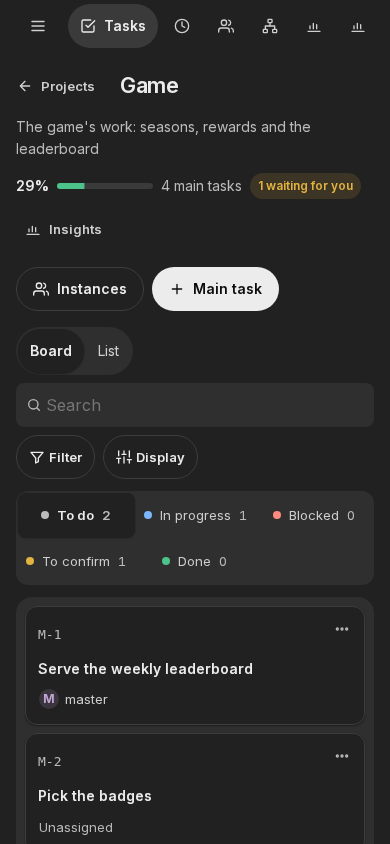 Tasks
Projects
Game
The game's work: seasons, rewards and the
leaderboard
29% 4 main tasks 1 waiting for you
Insights
Instances
Main task
Board List
Search
Filter Display
To do 2 In progress 1 Blocked 0
To confirm 1 Done 0
M-1
Serve the weekly leaderboard
M master
M-2
Pick the badges
Unassigned